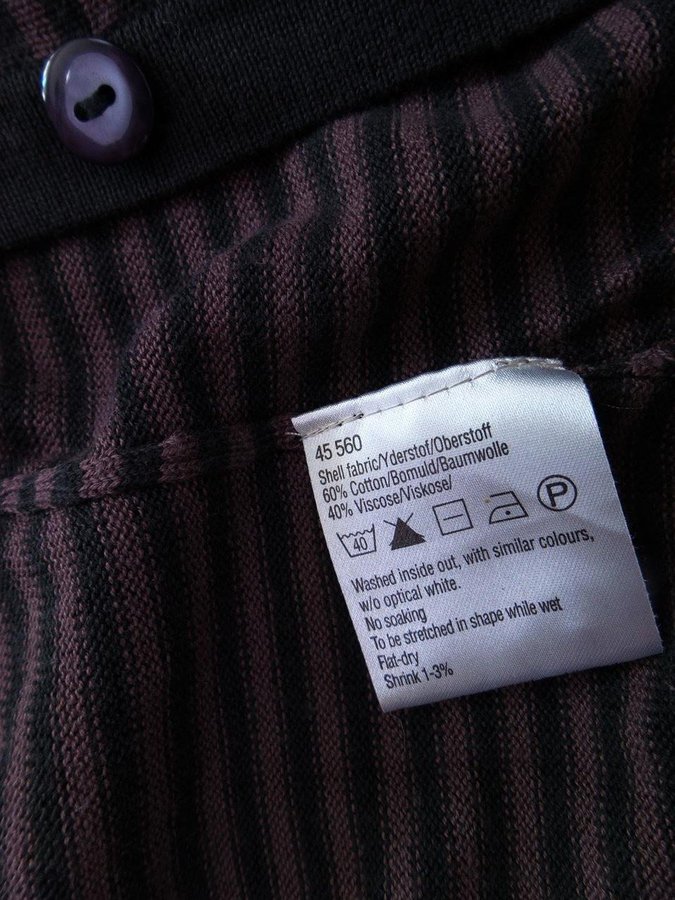 45 560
Shell fabric/Yderstof/Oberstoff
60% Cotton/Bomuld/Baumwolle
40% Viscose/Viskose/
40 P
Washed inside out, with similar colours,
w/o optical white.
No soaking
To be stretched in shape while wet
Flat-dry
Shrink 1-3%